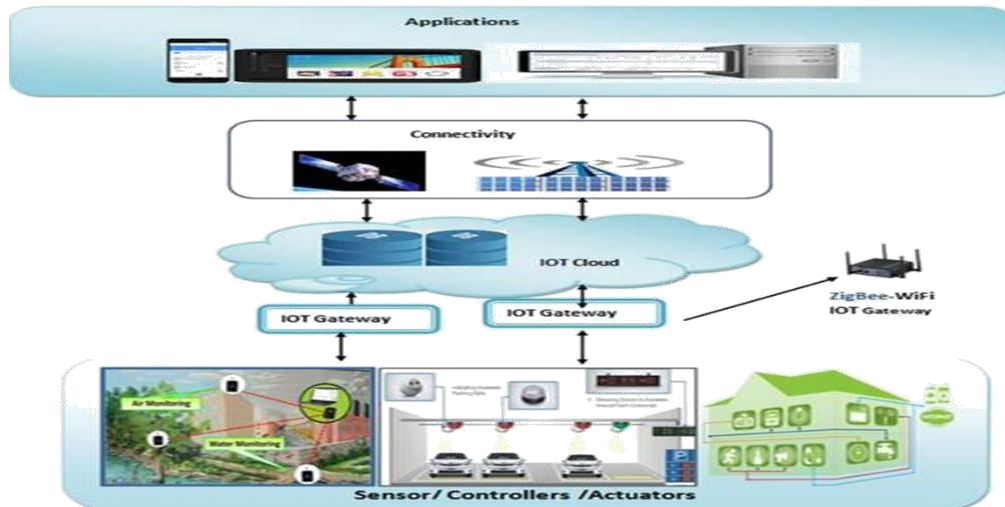 Applications
Connectivity
IOT Cloud
IOT Gateway
IOT Gateway
ZigBee-WiFi
IOT Gateway
Air Monitoring
Water Monitoring
P
Sensor/ Controllers /Actuators